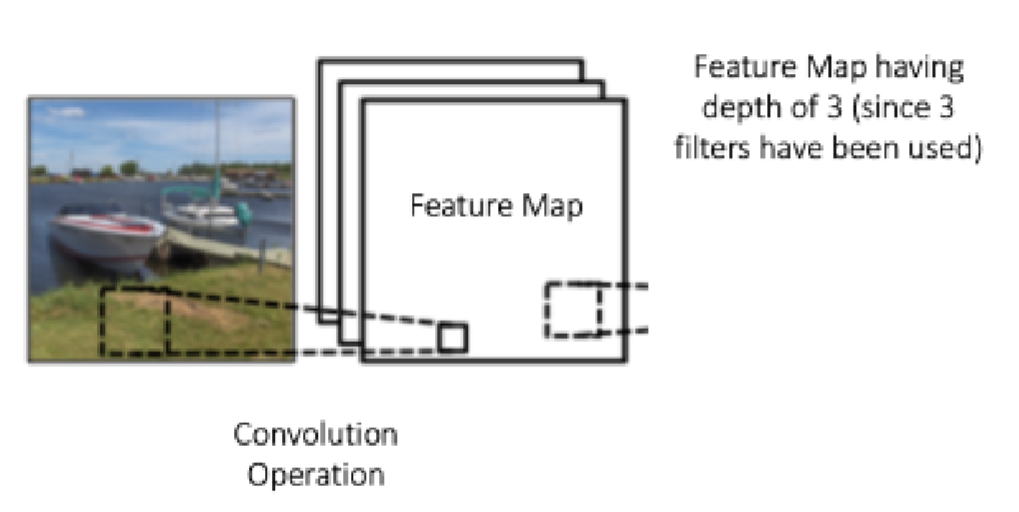 Feature Map having
depth of 3 (since 3
filters have been used)
Feature Map
Convolution
Operation